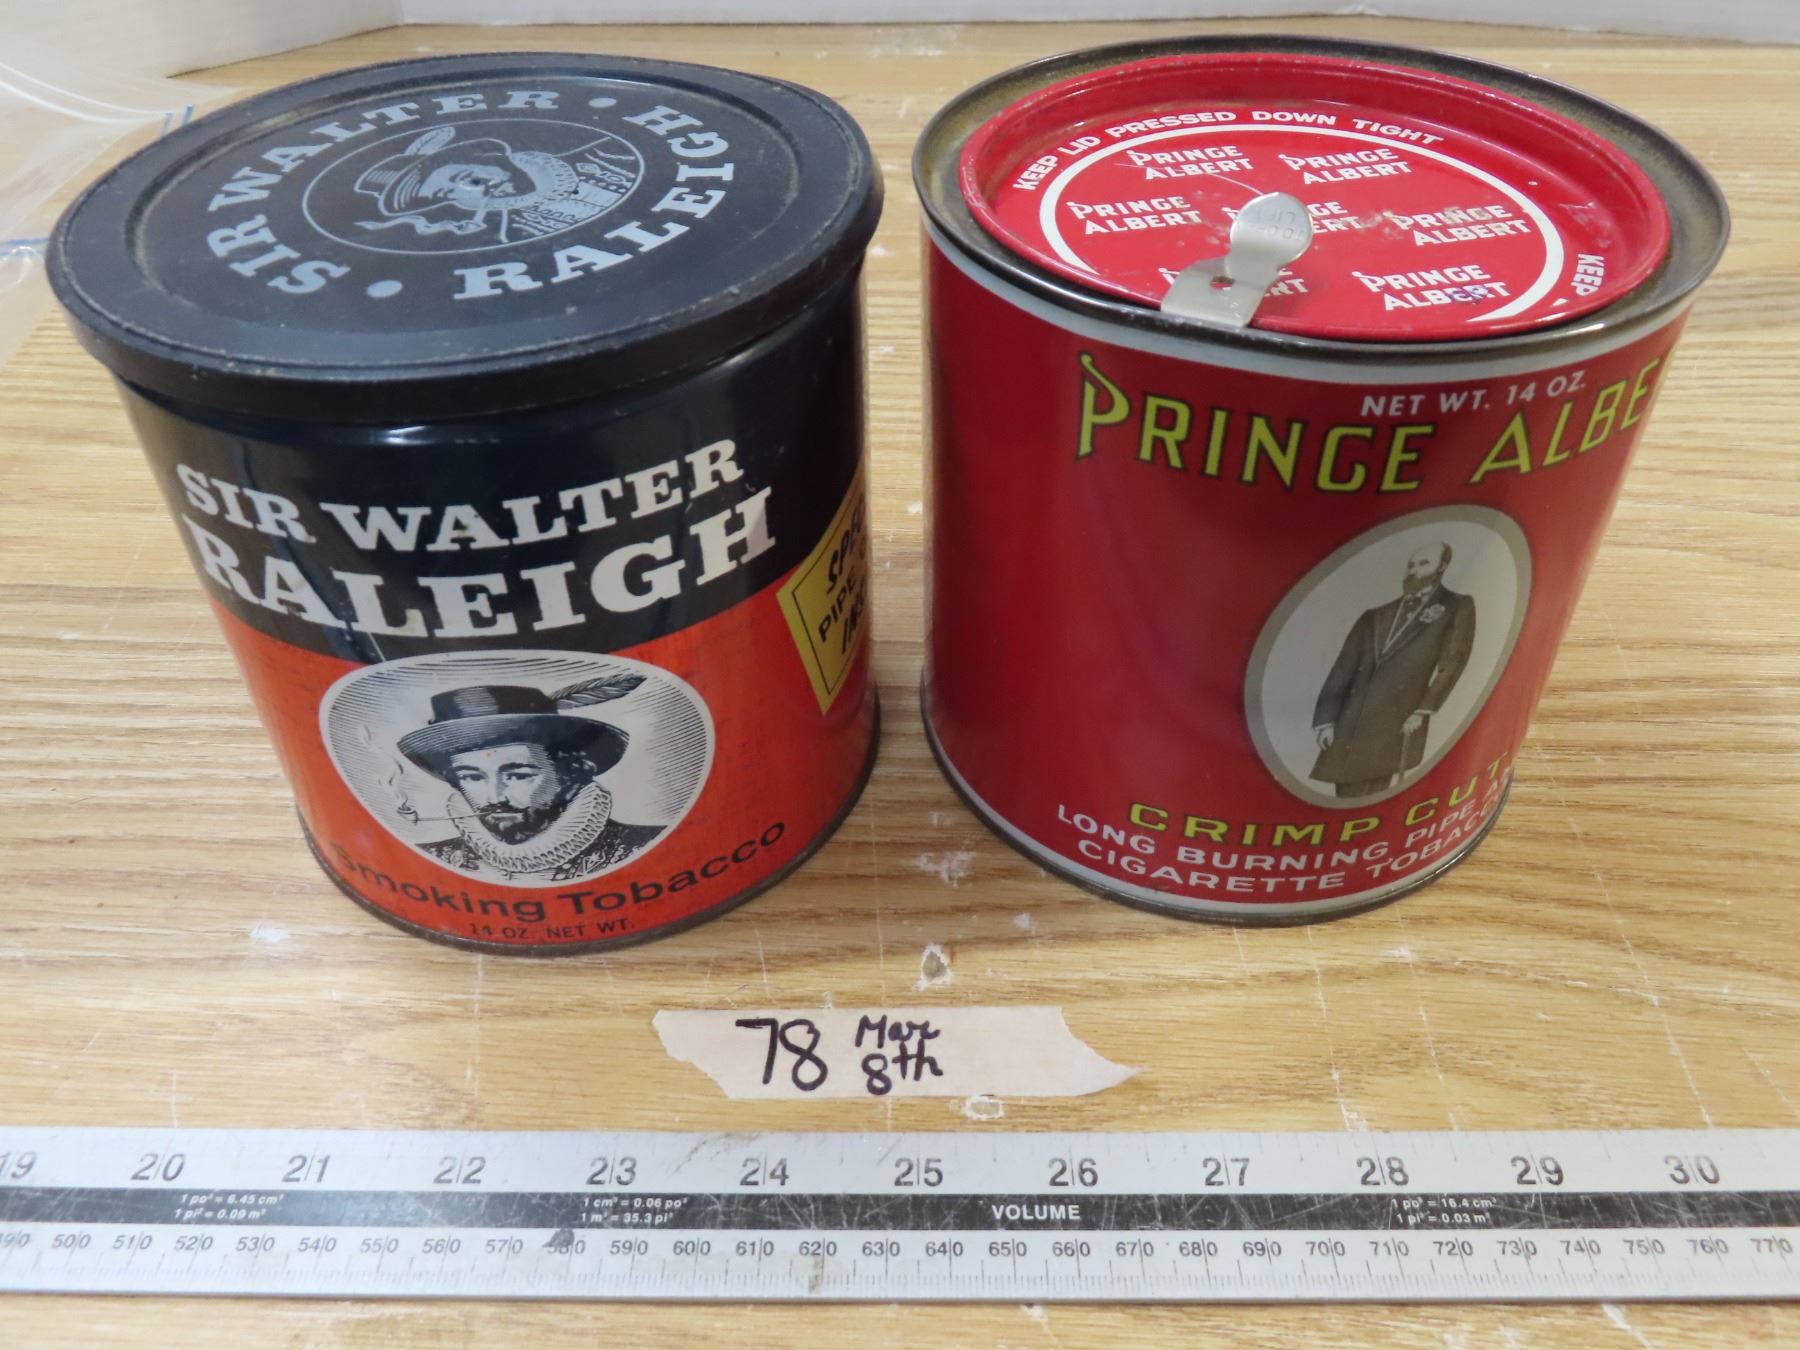 SIR WALTER • RALEIGH •
SIR WALTER
RALEIGH
Smoking Tobacco
14 OZ. NET WT.
PIPE
KEEP LID PRESSED DOWN TIGHT
KEEP
PRINCE ALBERT
PRINCE ALBERT
PRINCE ALBERT
PRINCE ALBERT
PRINCE ALBERT
NET WT. 14 OZ.
PRINCE ALBE
CRIMP CUT
LONG BURNING PIPE AN
CIGARETTE TOBACC
78 Mar
8th
19 20 21 22 23 24 25 26 27 28 29 30
1 po² = 6.45 cm² 1 cm³ = 0.06 po³ VOLUME 1 po³ = 16.4 cm³
1 pi² = 0.09 m² 1 m³ = 35.3 pi³ 1 pi³ = 0.03 m³
490 500 510 520 530 540 550 560 570 580 590 600 610 620 630 640 650 660 670 680 690 700 710 720 730 740 750 760 770